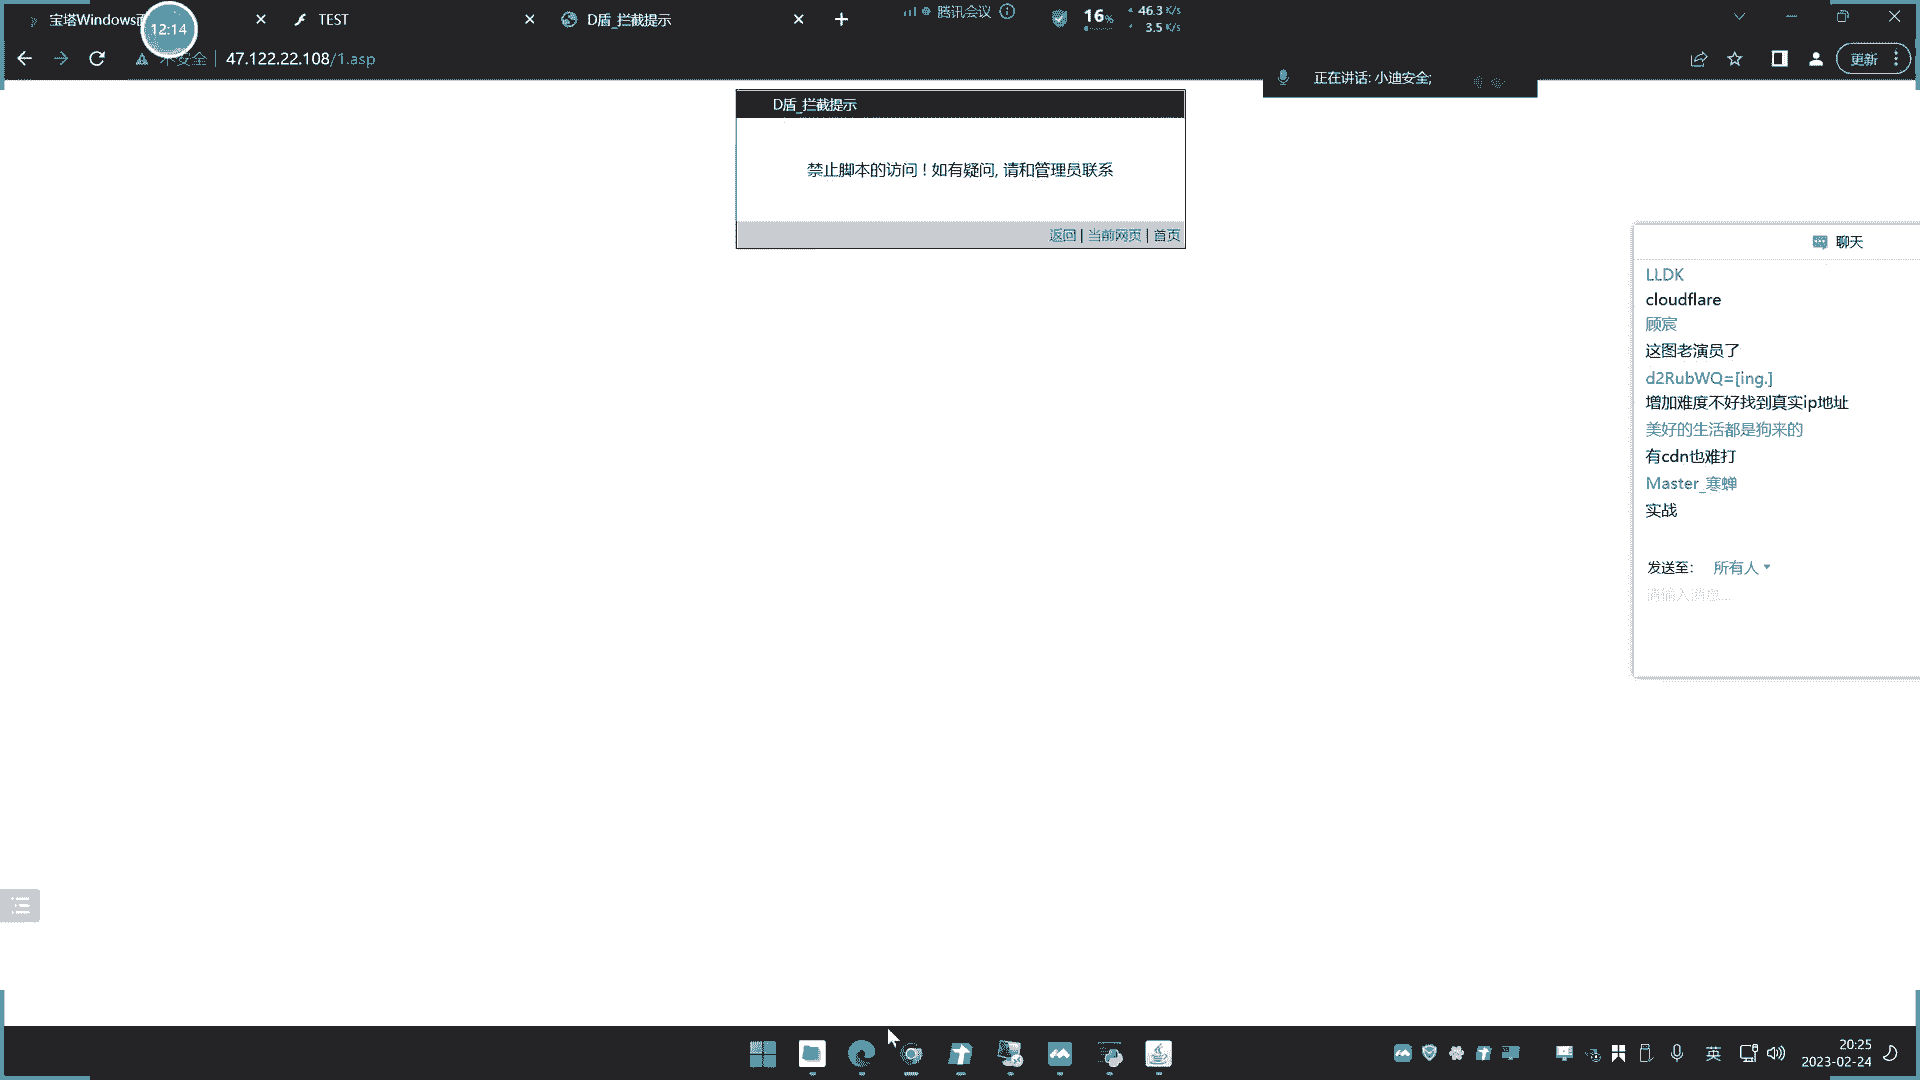 宝塔Windows面
12:14
TEST
D盾_拦截提示
腾讯会议
16%
46.3 K/s
3.5 K/s
不安全
47.122.22.108/1.asp
更新
正在讲话: 小迪安全;
D盾_拦截提示
禁止脚本的访问！如有疑问, 请和管理员联系
返回 | 当前网页 | 首页
聊天
LLDK
cloudflare
顾宸
这图老演员了
d2RubWQ=[ing.]
增加难度不好找到真实ip地址
美好的生活都是狗来的
有cdn也难打
Master_寒蝉
实战
发送至:
所有人
请输入消息...
英
20:25
2023-02-24